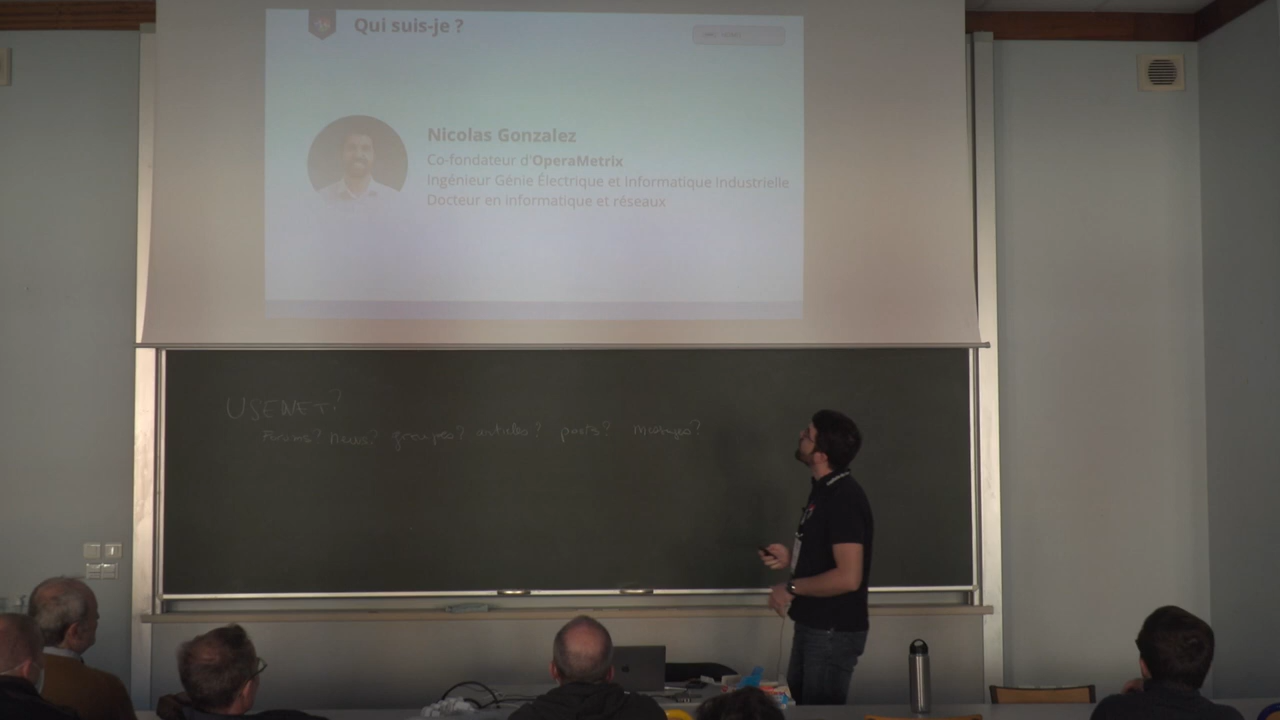 Qui suis-je ?
Nicolas Gonzalez
Co-fondateur d'OperaMetrix
Ingénieur Génie Électrique et Informatique Industrielle
Docteur en informatique et réseaux
USENET?
Forums? News? groupes? articles? posts? messages?